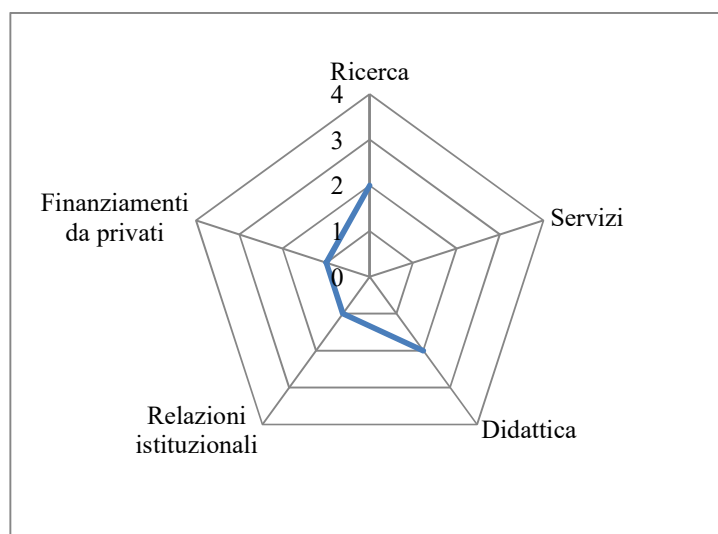 Ricerca
4
3
2
1
0
Servizi
Didattica
Relazioni
istituzionali
Finanziamenti
da privati